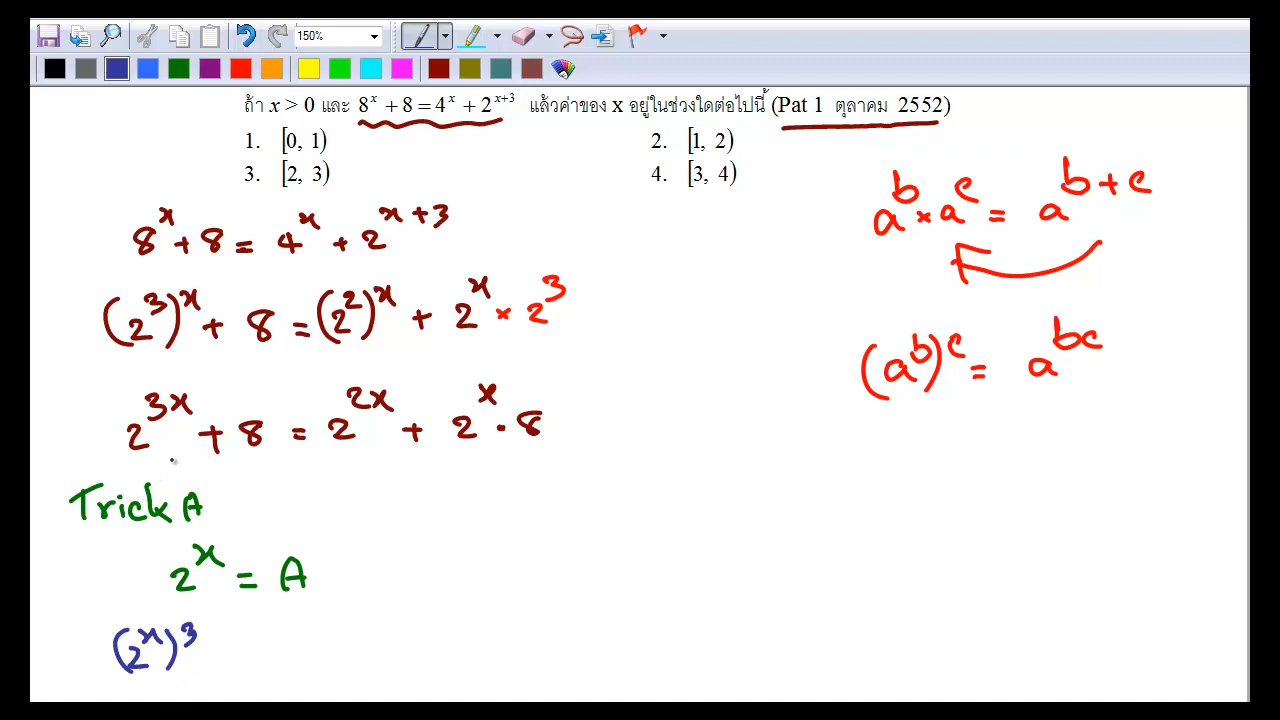 150%
ถ้า x > 0 และ 8^x + 8 = 4^x + 2^{x+3} แล้วค่าของ x อยู่ในช่วงใดต่อไปนี้ (Pat 1 ตุลาคม 2552)
1. [0, 1) 2. [1, 2)
3. [2, 3) 4. [3, 4)
8^x + 8 = 4^x + 2^{x+3}
(2^3)^x + 8 = (2^2)^x + 2^x × 2^3
2^{3x} + 8 = 2^{2x} + 2^x · 8
Trick A
2^x = A
(2^x)^3
a^b × a^c = a^{b+c}
(a^b)^c = a^{bc}